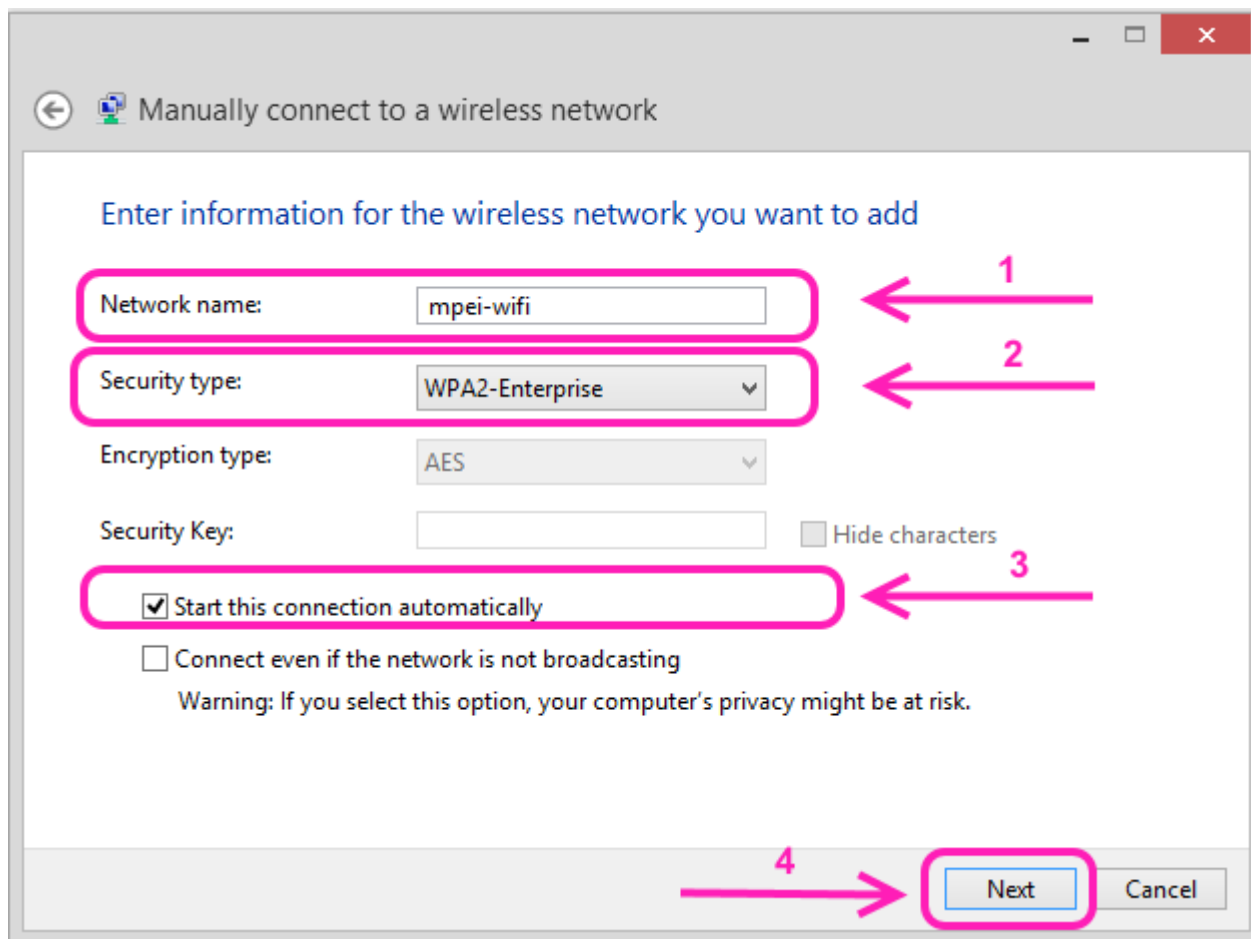 Manually connect to a wireless network
Enter information for the wireless network you want to add
1
Network name: mpei-wifi
2
Security type: WPA2-Enterprise
Encryption type: AES
Security Key: Hide characters
3
Start this connection automatically
Connect even if the network is not broadcasting
Warning: If you select this option, your computer's privacy might be at risk.
4
Next Cancel